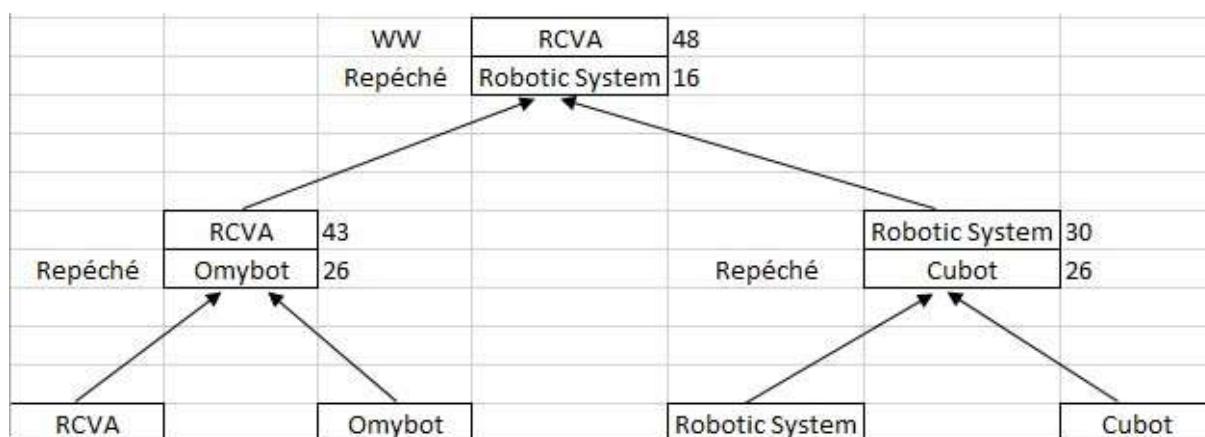 WW RCVA 48
Repéché Robotic System 16
RCVA 43 Robotic System 30
Repéché Omybot 26 Repéché Cubot 26
RCVA Omybot Robotic System Cubot